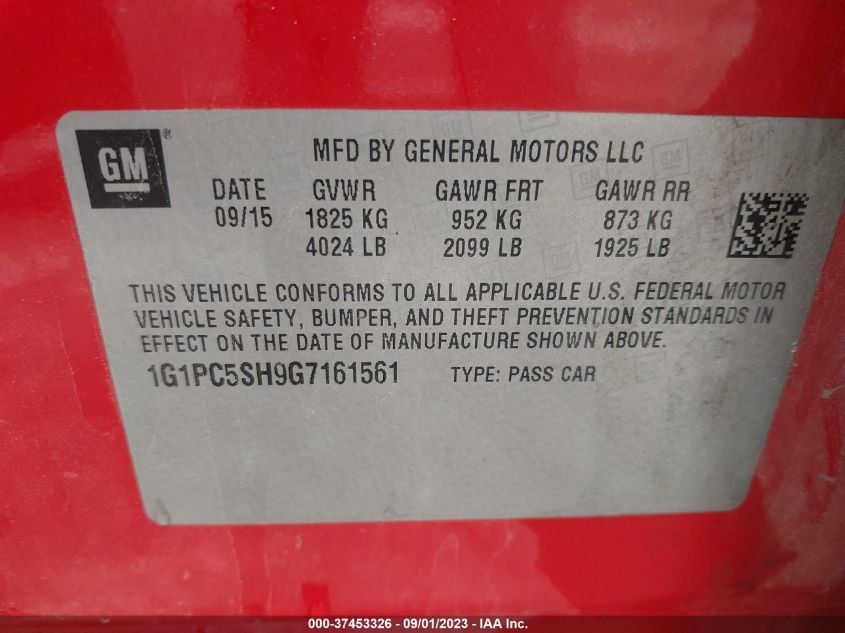 GM®
MFD BY GENERAL MOTORS LLC
DATE GVWR GAWR FRT GAWR RR
09/15 1825 KG 952 KG 873 KG
4024 LB 2099 LB 1925 LB
THIS VEHICLE CONFORMS TO ALL APPLICABLE U.S. FEDERAL MOTOR
VEHICLE SAFETY, BUMPER, AND THEFT PREVENTION STANDARDS IN
EFFECT ON THE DATE OF MANUFACTURE SHOWN ABOVE.
1G1PC5SH9G7161561 TYPE: PASS CAR
000-37453326 - 09/01/2023 - IAA Inc.